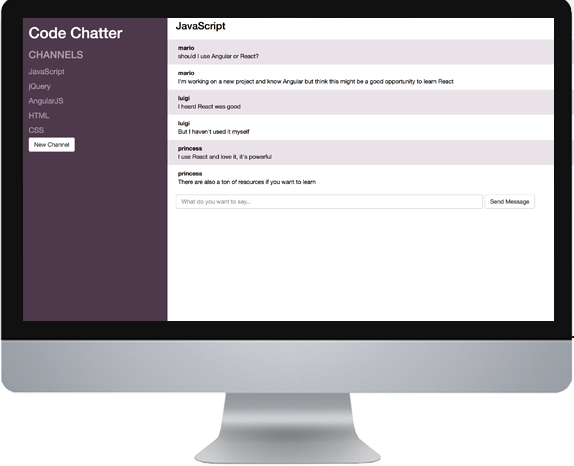 Code Chatter
CHANNELS
JavaScript
jQuery
AngularJS
HTML
CSS
New Channel
JavaScript
mario
should I use Angular or React?
mario
I'm working on a new project and know Angular but think this might be a good opportunity to learn React
luigi
I heard React was good
luigi
But I haven't used it myself
princess
I use React and love it, it's powerful
princess
There are also a ton of resources if you want to learn
What do you want to say...
Send Message